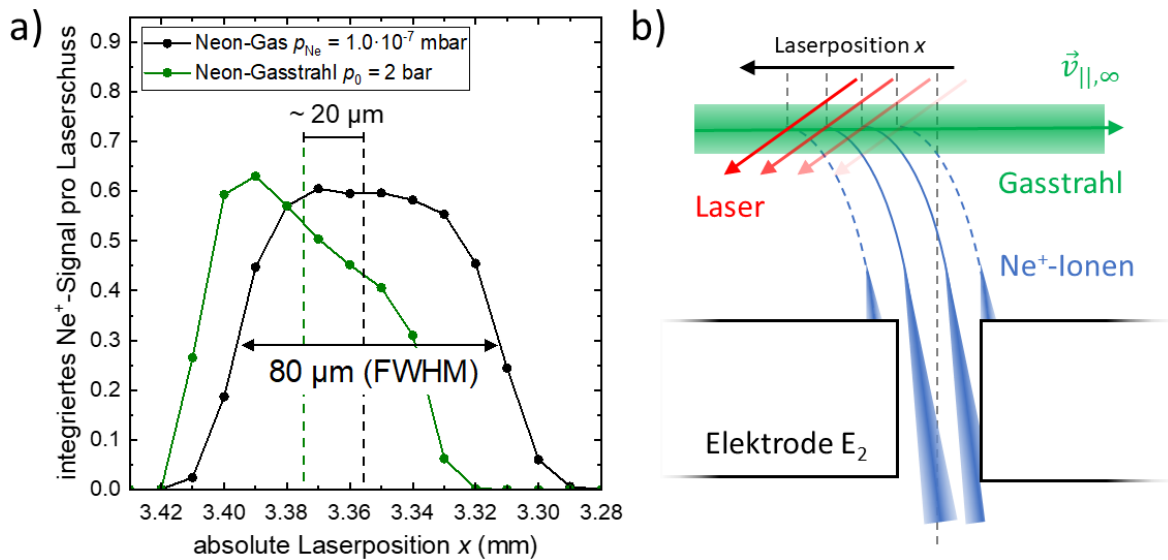 a)
integriertes Ne⁺-Signal pro Laserschuss
0.9
0.8
0.7
0.6
0.5
0.4
0.3
0.2
0.1
0.0
Neon-Gas p_Ne = 1.0·10⁻⁷ mbar
Neon-Gasstrahl p₀ = 2 bar
~ 20 µm
80 µm (FWHM)
3.42 3.40 3.38 3.36 3.34 3.32 3.30 3.28
absolute Laserposition x (mm)
b)
Laserposition x
v⃗||,∞
Laser
Gasstrahl
Ne⁺-Ionen
Elektrode E₂